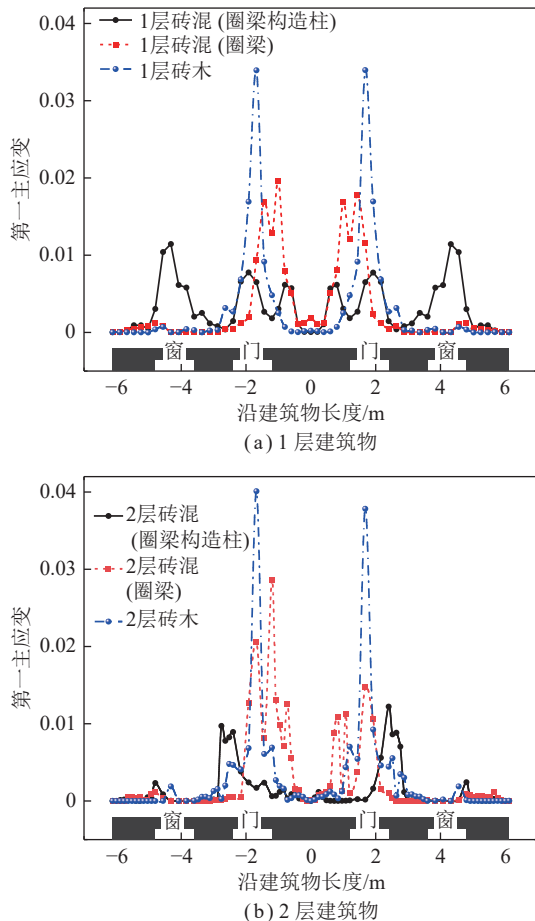 0.04
1层砖混 (圈梁构造柱)
1层砖混 (圈梁)
1层砖木
0.03
0.02
0.01
0
第一主应变
窗 门 门 窗
−6 −4 −2 0 2 4 6
沿建筑物长度/m
(a) 1 层建筑物
0.04
2层砖混
(圈梁构造柱)
2层砖混
(圈梁)
2层砖木
0.03
0.02
0.01
0
第一主应变
窗 门 门 窗
−6 −4 −2 0 2 4 6
沿建筑物长度/m
(b) 2 层建筑物